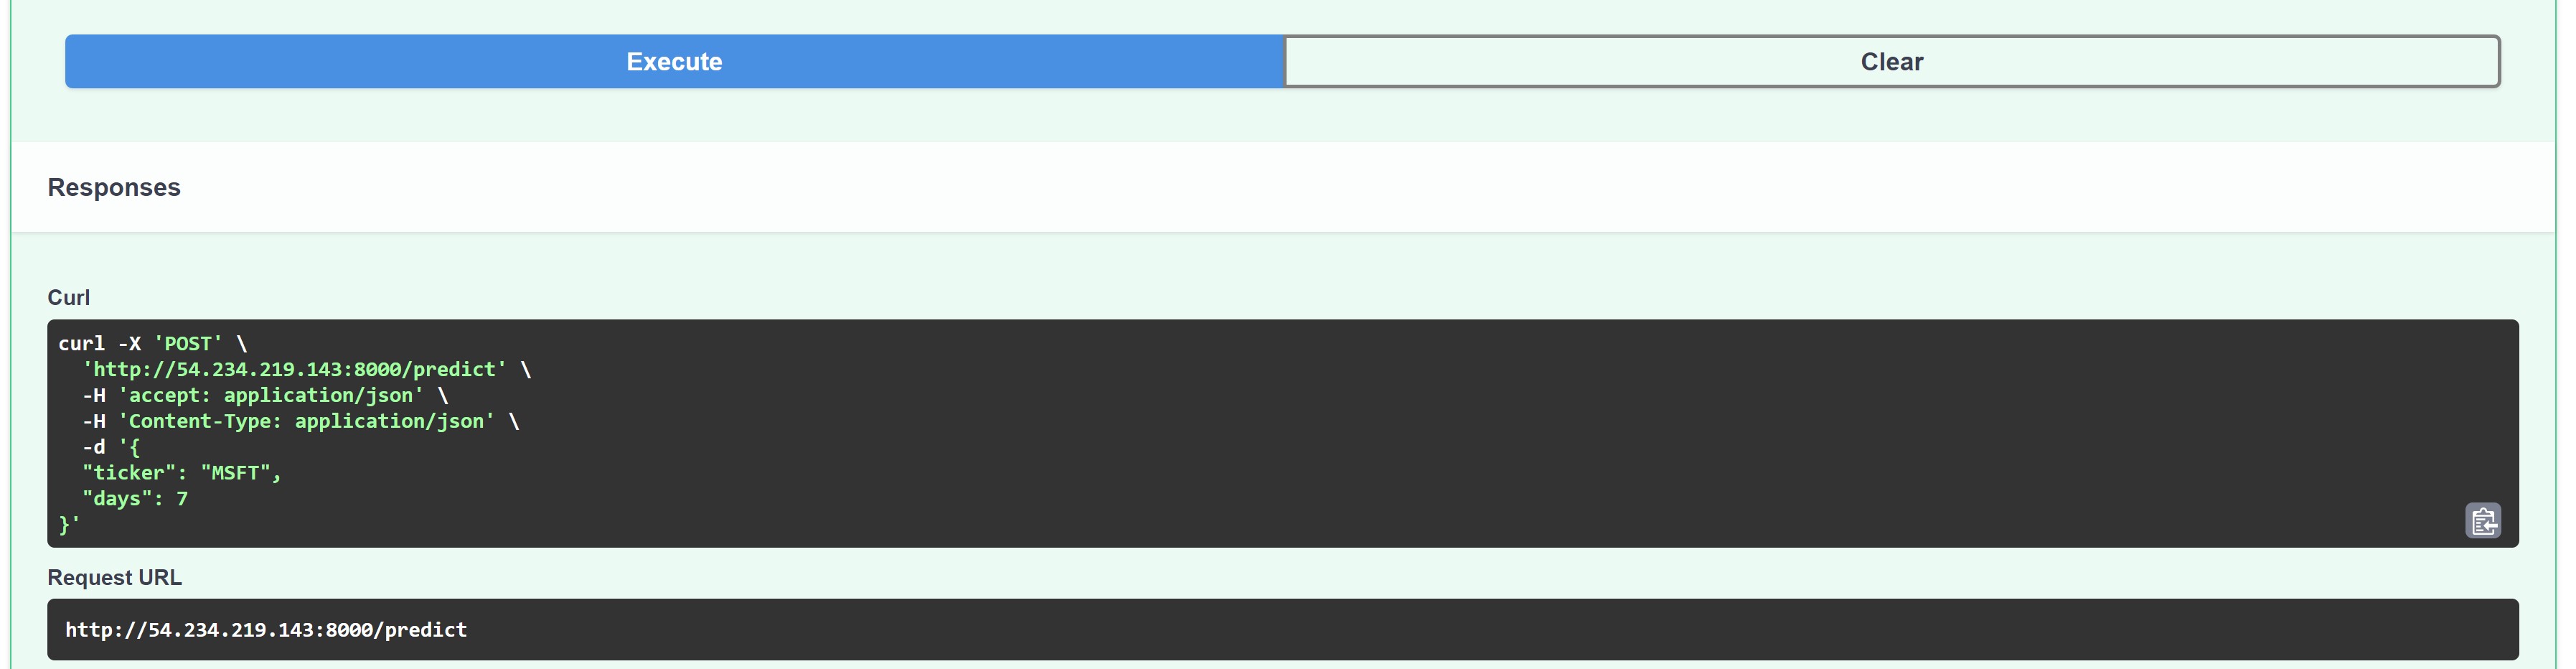 Execute
Clear
Responses
Curl
curl -X 'POST' \
  'http://54.234.219.143:8000/predict' \
  -H 'accept: application/json' \
  -H 'Content-Type: application/json' \
  -d '{
  "ticker": "MSFT",
  "days": 7
}'
Request URL
http://54.234.219.143:8000/predict